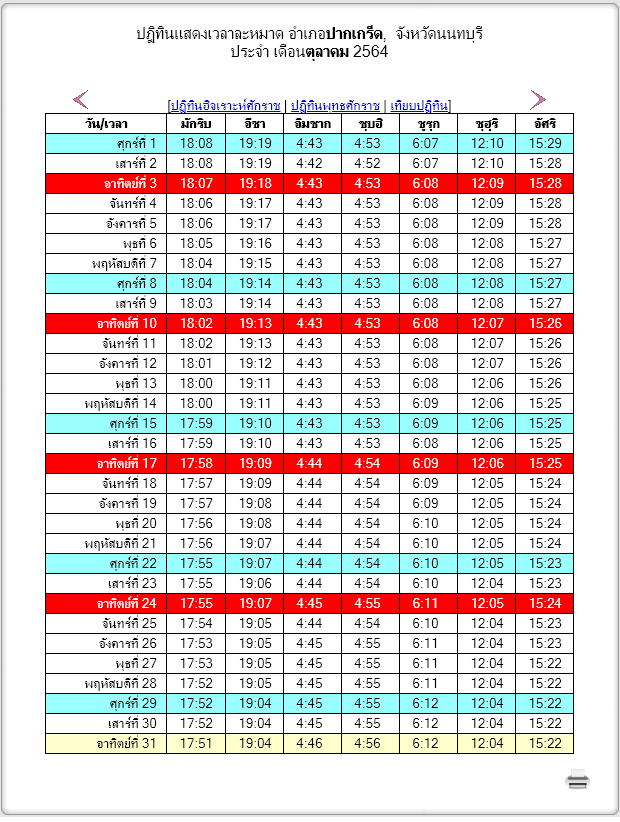 ปฎิทินแสดงเวลาละหมาด อำเภอปากเกร็ด, จังหวัดนนทบุรี
ประจำ เดือนตุลาคม 2564
[ปฎิทินฮิจเราะห์ศักราช | ปฎิทินพุทธศักราช | เทียบปฎิทิน]
วัน/เวลา มักริบ อิชา อิมซาก ซุบฮิ ชุรุก ซุฮฺริ อัศริ
ศุกร์ที่ 1 18:08 19:19 4:43 4:53 6:07 12:10 15:29
เสาร์ที่ 2 18:08 19:19 4:42 4:52 6:07 12:10 15:28
อาทิตย์ที่ 3 18:07 19:18 4:43 4:53 6:08 12:09 15:28
จันทร์ที่ 4 18:06 19:17 4:43 4:53 6:08 12:09 15:28
อังคารที่ 5 18:06 19:17 4:43 4:53 6:08 12:09 15:28
พุธที่ 6 18:05 19:16 4:43 4:53 6:08 12:08 15:27
พฤหัสบดีที่ 7 18:04 19:15 4:43 4:53 6:08 12:08 15:27
ศุกร์ที่ 8 18:04 19:14 4:43 4:53 6:08 12:08 15:27
เสาร์ที่ 9 18:03 19:14 4:43 4:53 6:08 12:08 15:27
อาทิตย์ที่ 10 18:02 19:13 4:43 4:53 6:08 12:07 15:26
จันทร์ที่ 11 18:02 19:13 4:43 4:53 6:08 12:07 15:26
อังคารที่ 12 18:01 19:12 4:43 4:53 6:08 12:07 15:26
พุธที่ 13 18:00 19:11 4:43 4:53 6:08 12:06 15:26
พฤหัสบดีที่ 14 18:00 19:11 4:43 4:53 6:09 12:06 15:25
ศุกร์ที่ 15 17:59 19:10 4:43 4:53 6:09 12:06 15:25
เสาร์ที่ 16 17:59 19:10 4:43 4:53 6:08 12:06 15:25
อาทิตย์ที่ 17 17:58 19:09 4:44 4:54 6:09 12:06 15:25
จันทร์ที่ 18 17:57 19:09 4:44 4:54 6:09 12:05 15:24
อังคารที่ 19 17:57 19:08 4:44 4:54 6:09 12:05 15:24
พุธที่ 20 17:56 19:08 4:44 4:54 6:10 12:05 15:24
พฤหัสบดีที่ 21 17:56 19:07 4:44 4:54 6:10 12:05 15:24
ศุกร์ที่ 22 17:55 19:07 4:44 4:54 6:10 12:05 15:23
เสาร์ที่ 23 17:55 19:06 4:44 4:54 6:10 12:04 15:23
อาทิตย์ที่ 24 17:55 19:07 4:45 4:55 6:11 12:05 15:24
จันทร์ที่ 25 17:54 19:05 4:44 4:54 6:10 12:04 15:23
อังคารที่ 26 17:53 19:05 4:45 4:55 6:11 12:04 15:23
พุธที่ 27 17:53 19:05 4:45 4:55 6:11 12:04 15:22
พฤหัสบดีที่ 28 17:52 19:05 4:45 4:55 6:11 12:04 15:22
ศุกร์ที่ 29 17:52 19:04 4:45 4:55 6:12 12:04 15:22
เสาร์ที่ 30 17:52 19:04 4:45 4:55 6:12 12:04 15:22
อาทิตย์ที่ 31 17:51 19:04 4:46 4:56 6:12 12:04 15:22